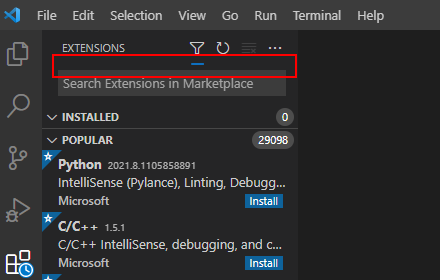 File Edit Selection View Go Run Terminal Help
EXTENSIONS
Search Extensions in Marketplace
INSTALLED 0
POPULAR 29098
Python 2021.8.1105858891
IntelliSense (Pylance), Linting, Debugg...
Microsoft Install
C/C++ 1.5.1
C/C++ IntelliSense, debugging, and c...
Microsoft Install